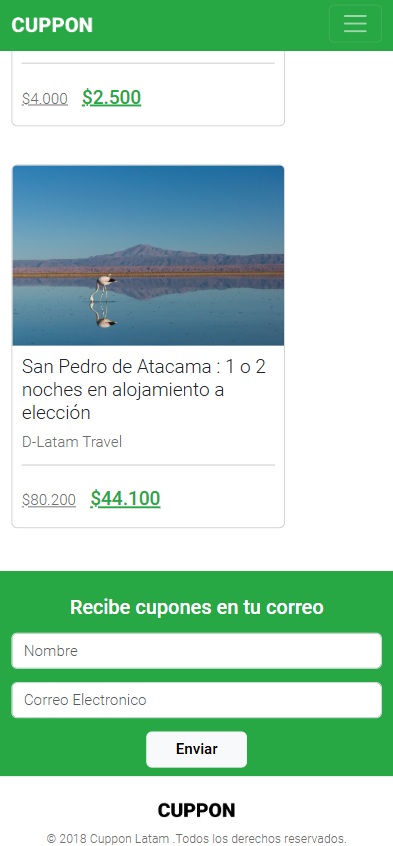 CUPPON
$4.000 $2.500
San Pedro de Atacama : 1 o 2
noches en alojamiento a
elección
D-Latam Travel
$80.200 $44.100
Recibe cupones en tu correo
Nombre
Correo Electronico
Enviar
CUPPON
© 2018 Cuppon Latam .Todos los derechos reservados.